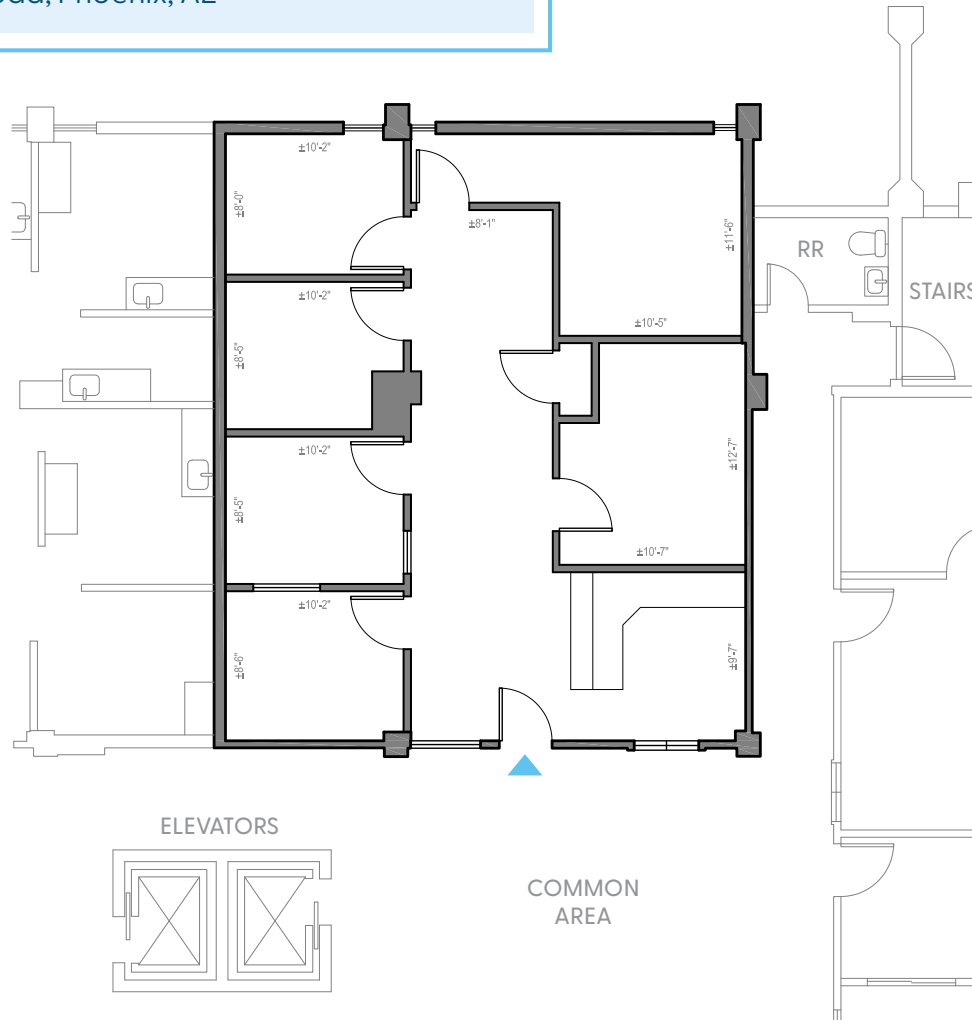 Phoenix, AZ
±10'-2"
±8'-0"
±8'-1"
±11'-6"
RR
STAIRS
±10'-2"
±10'-5"
±8'-5"
±10'-2"
±12'-7"
±8'-5"
±10'-7"
±10'-2"
±8'-6"
±9'-7"
ELEVATORS
COMMON
AREA